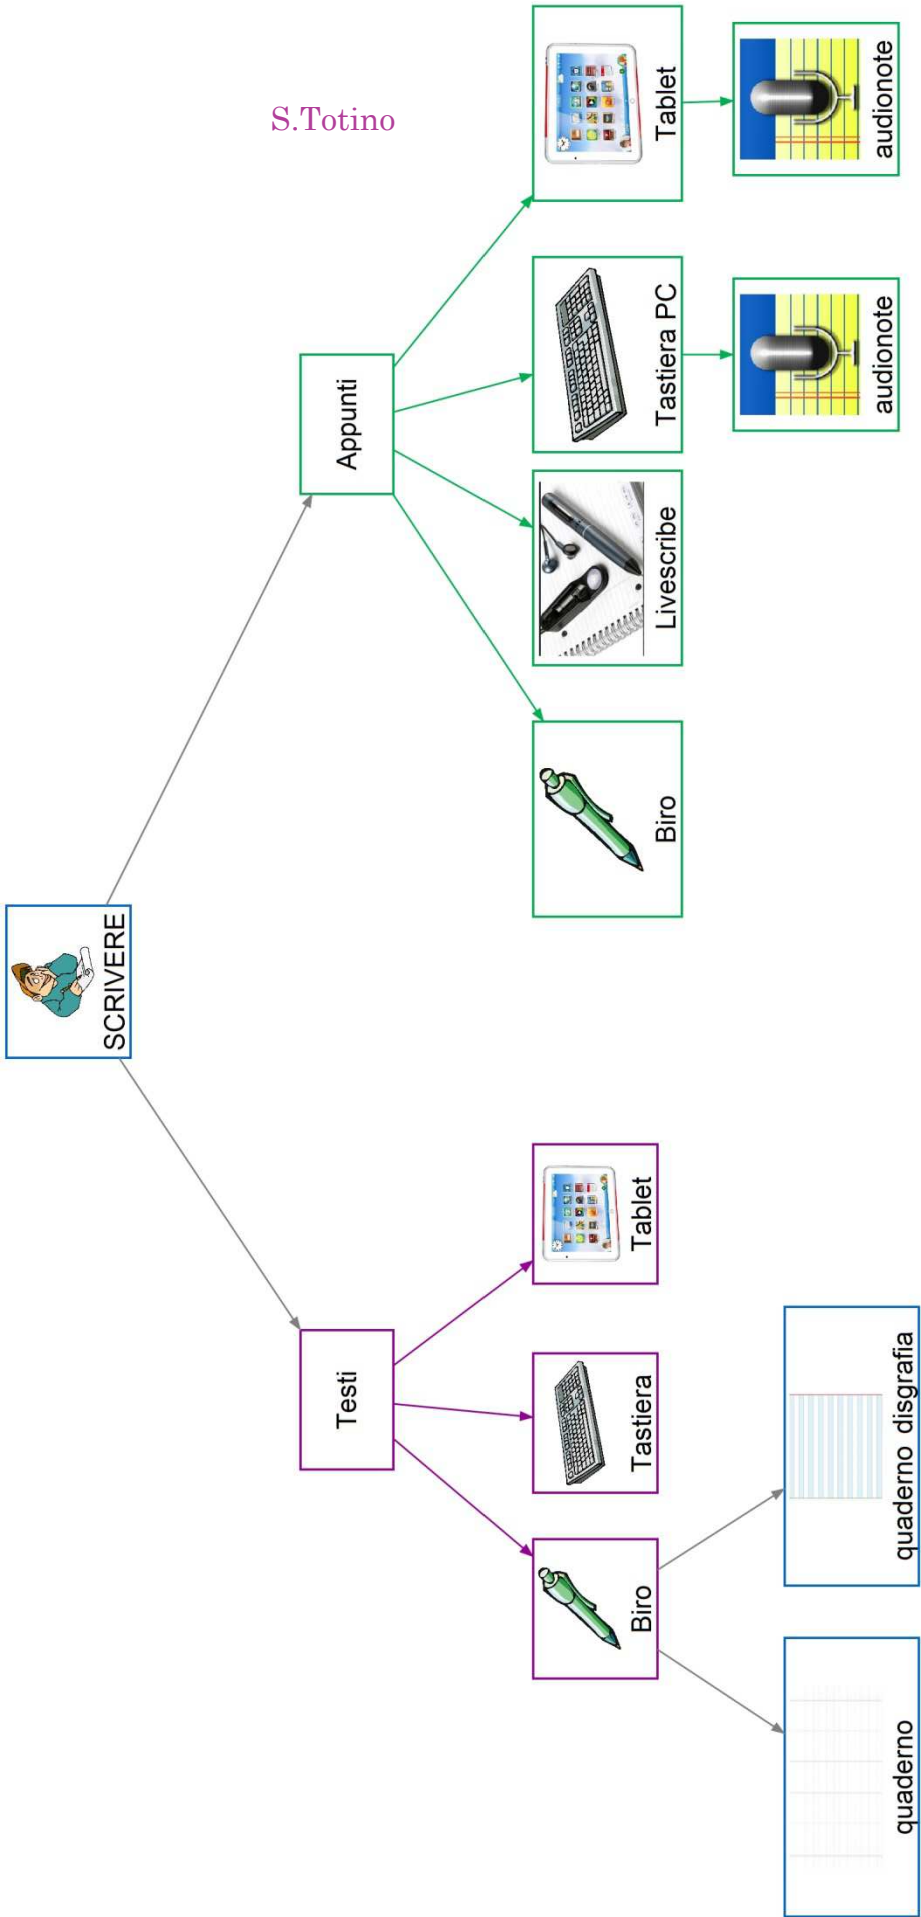 S.Totino
SCRIVERE
Testi
Appunti
Biro
Tastiera
Tablet
Biro
Livescribe
Tastiera PC
Tablet
quaderno
quaderno disgrafia
audionote
audionote